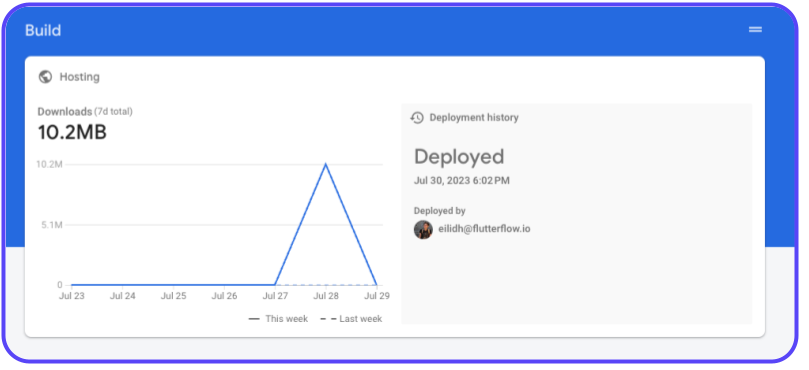 Build
Hosting
Downloads (7d total)
10.2MB
10.2M
5.1M
0
Jul 23 Jul 24 Jul 25 Jul 26 Jul 27 Jul 28 Jul 29
This week Last week
Deployment history
Deployed
Jul 30, 2023 6:02 PM
Deployed by
eilidh@flutterflow.io